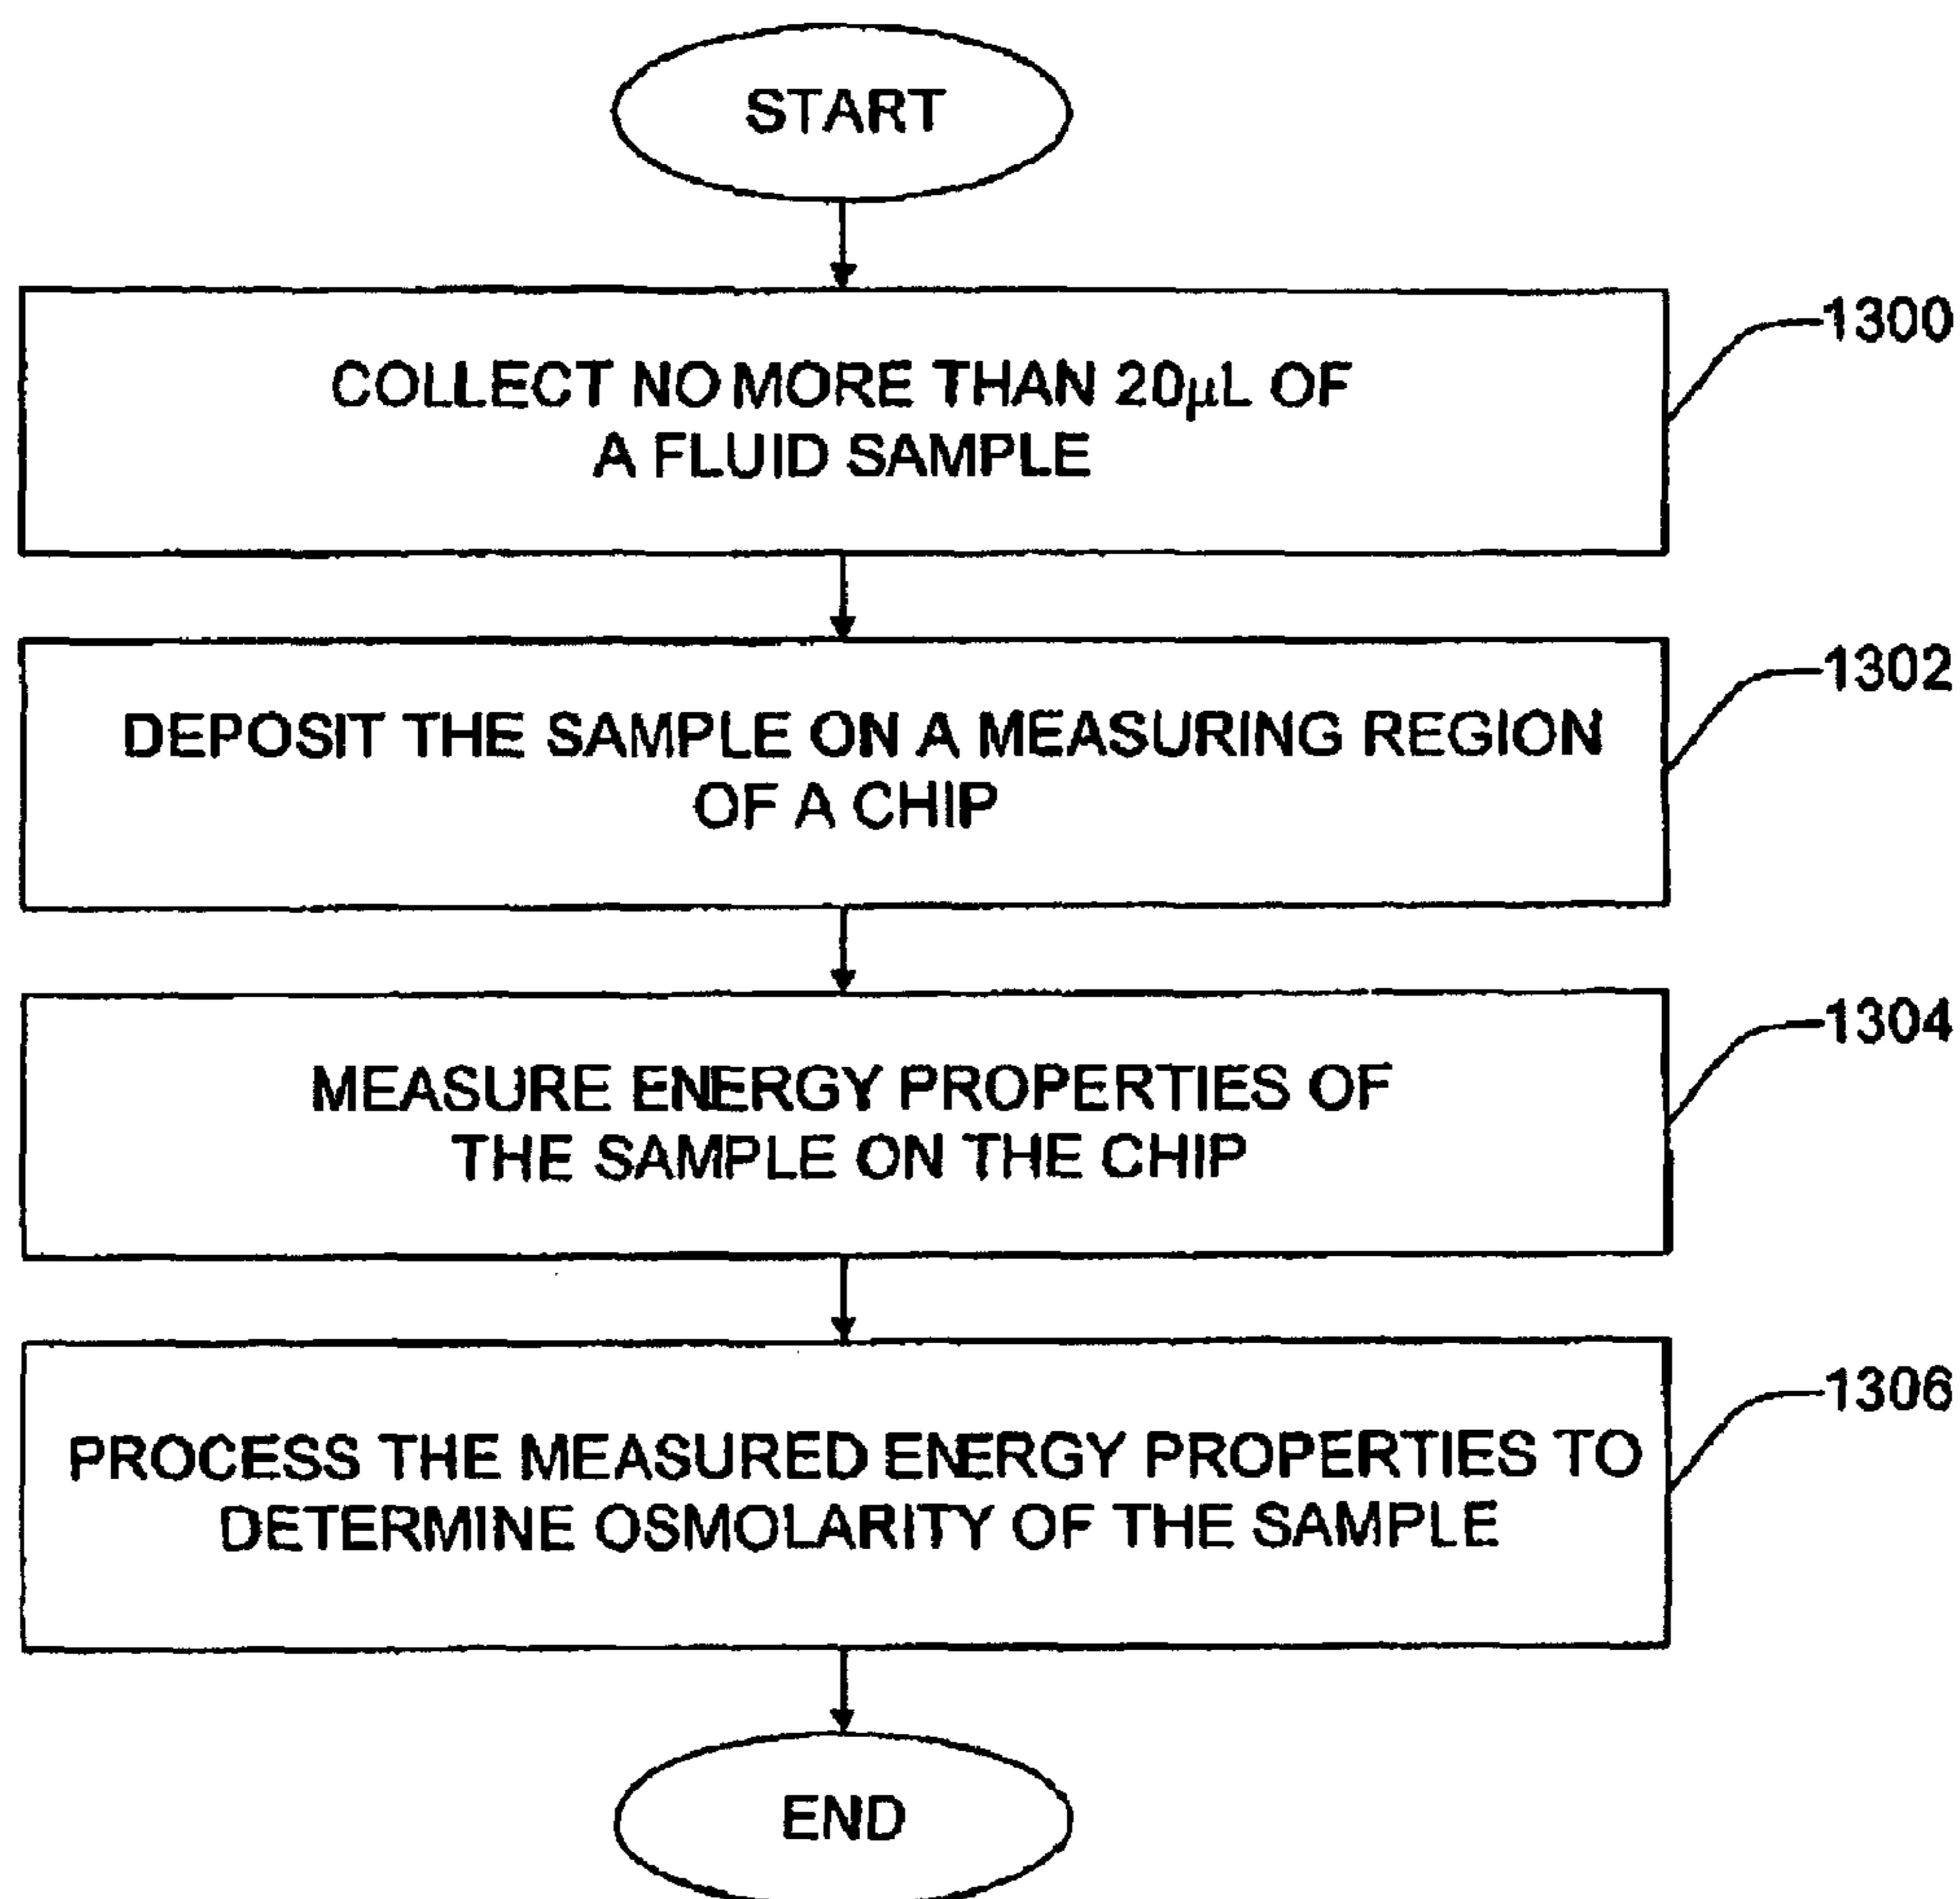 START
1300
COLLECT NO MORE THAN 20µL OF
A FLUID SAMPLE
1302
DEPOSIT THE SAMPLE ON A MEASURING REGION
OF A CHIP
1304
MEASURE ENERGY PROPERTIES OF
THE SAMPLE ON THE CHIP
1306
PROCESS THE MEASURED ENERGY PROPERTIES TO
DETERMINE OSMOLARITY OF THE SAMPLE
END